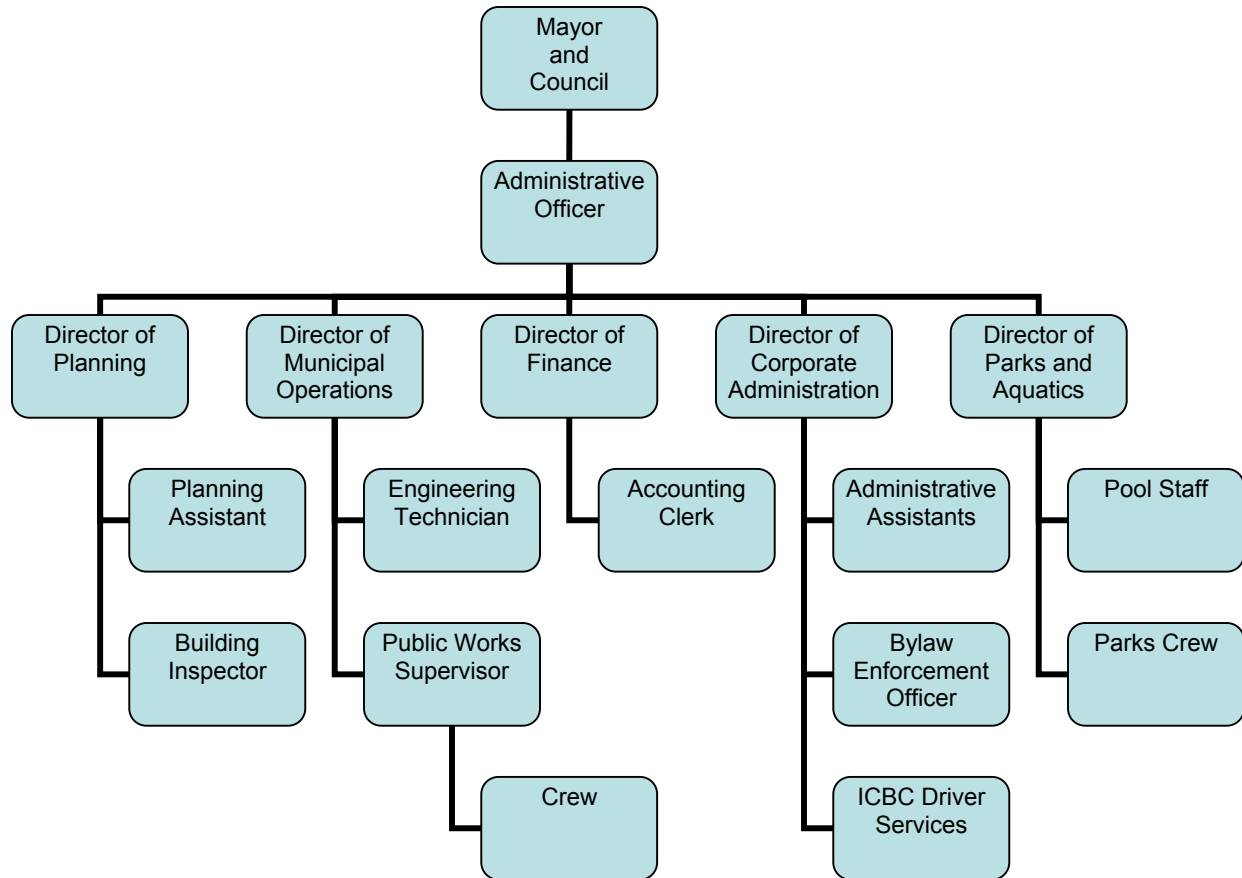 Mayor
and
Council
Administrative
Officer
Director of
Planning
Director of
Municipal
Operations
Director of
Finance
Director of
Corporate
Administration
Director of
Parks and
Aquatics
Planning
Assistant
Engineering
Technician
Accounting
Clerk
Administrative
Assistants
Pool Staff
Building
Inspector
Public Works
Supervisor
Bylaw
Enforcement
Officer
Parks Crew
Crew
ICBC Driver
Services